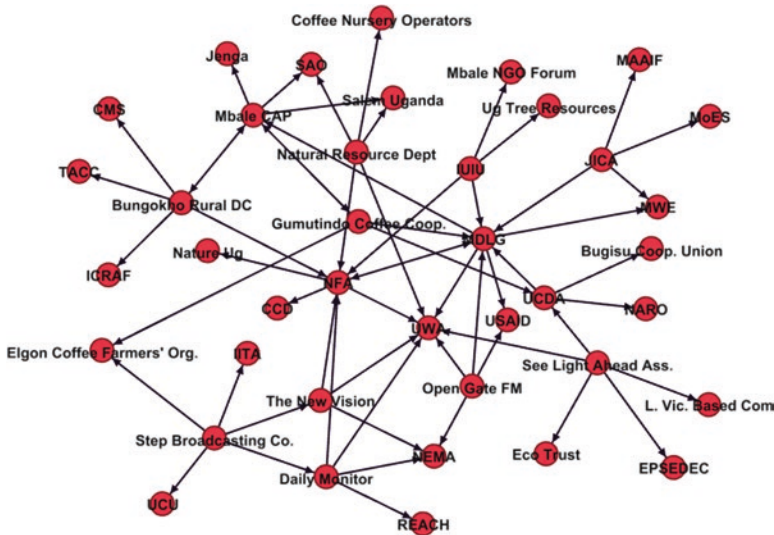 Coffee Nursery Operators
Jenga
SAO
Mbale NGO Forum
MAAIF
CMS
Mbale CAP
Salem Uganda
Ug Tree Resources
MoES
Natural Resource Dept
IUIU
JICA
TACC
Bungokho Rural DC
Gumutindo Coffee Coop.
MWE
MDLG
Nature Ug
Bugisu Coop. Union
ICRAF
NFA
CCD
UCDA
NARO
UWA
USAID
Elgon Coffee Farmers' Org.
IITA
See Light Ahead Ass.
The New Vision
Open Gate FM
L. Vic. Based Com
Step Broadcasting Co.
NEMA
Eco Trust
Daily Monitor
EPSEDEC
UCU
REACH